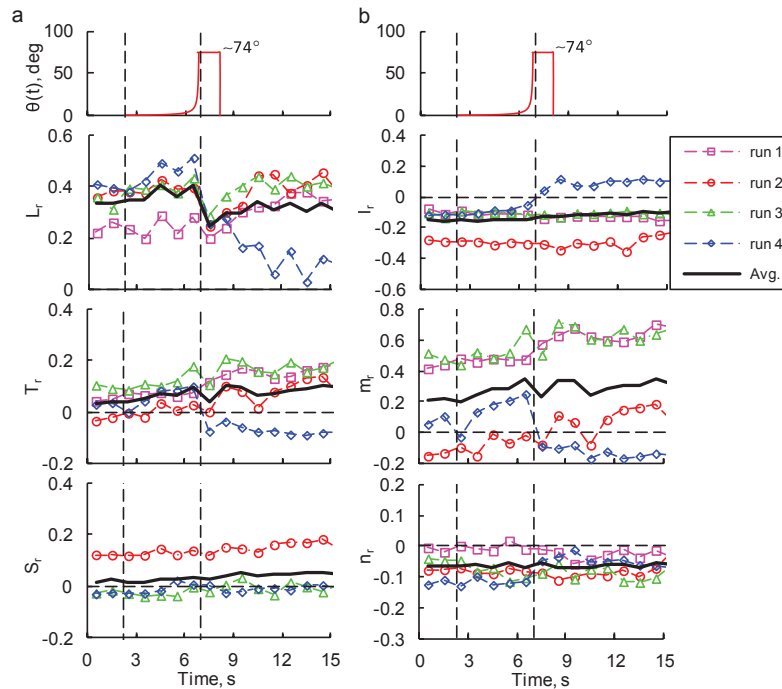 a
b
100
50
0
θ(t), deg
~74°
100
50
0
~74°
0.6
0.4
0.2
0
L_r
0.4
0.2
0
-0.2
-0.4
-0.6
l_r
run 1
run 2
run 3
run 4
Avg.
0.4
0.2
0
-0.2
T_r
0.8
0.6
0.4
0.2
0
-0.2
m_r
0.4
0.2
0
-0.2
S_r
0.2
0.1
0
-0.1
-0.2
-0.3
n_r
0 3 6 9 12 15
Time, s
0 3 6 9 12 15
Time, s